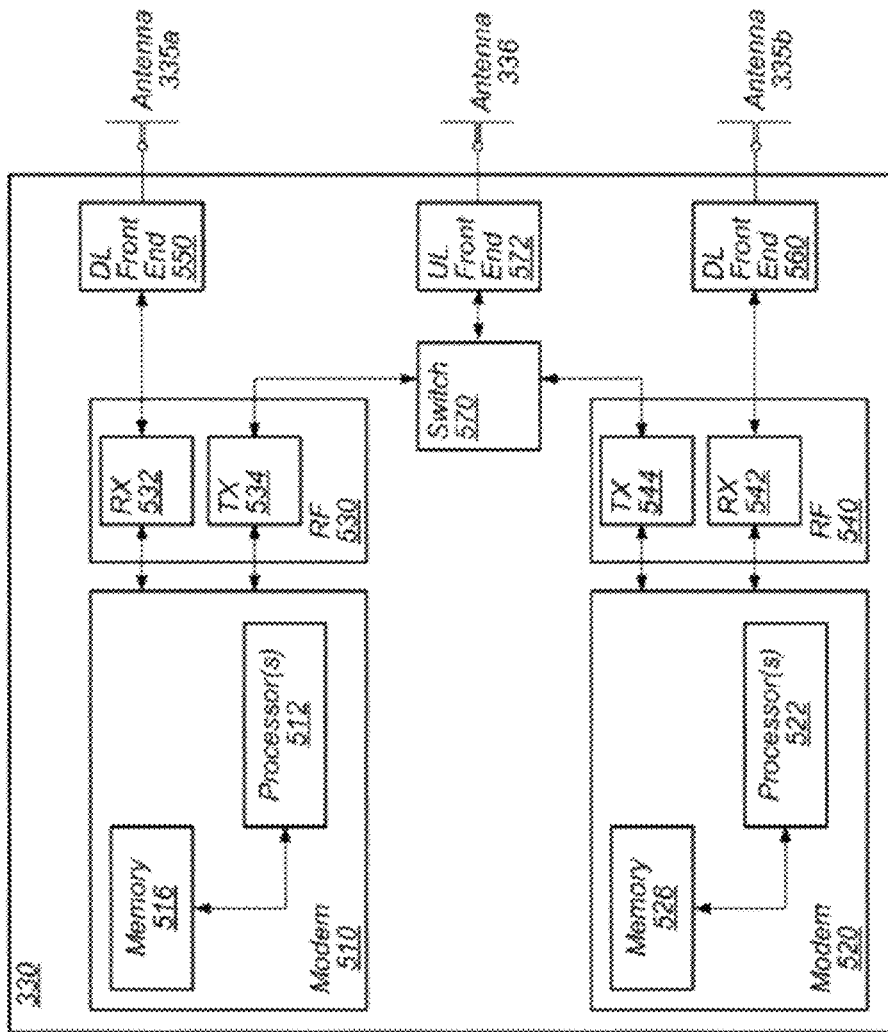 330
Memory
516
Processor(s)
512
Modem
510
RX
532
TX
534
RF
530
DL
Front
End
550
Antenna
335a
Switch
570
UL
Front
End
572
Antenna
336
Memory
526
Processor(s)
522
Modem
520
TX
544
RX
542
RF
540
DL
Front
End
560
Antenna
335b